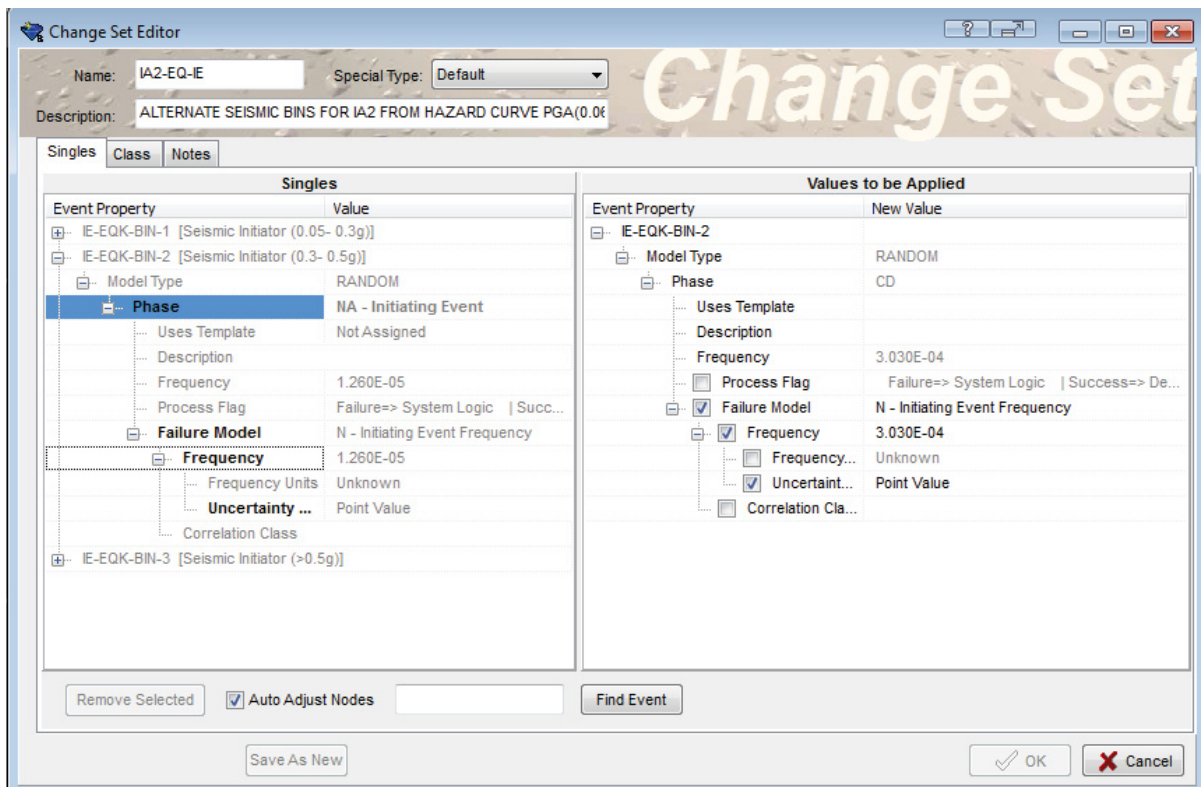 Change Set Editor
?
Name: IA2-EQ-IE Special Type: Default
Change Set
Description: ALTERNATE SEISMIC BINS FOR IA2 FROM HAZARD CURVE PGA(0.06
Singles Class Notes
Singles Values to be Applied
Event Property Value Event Property New Value
IE-EQK-BIN-1 [Seismic Initiator (0.05- 0.3g)] IE-EQK-BIN-2
IE-EQK-BIN-2 [Seismic Initiator (0.3- 0.5g)] Model Type RANDOM
Model Type RANDOM Phase CD
Phase NA - Initiating Event Uses Template
Uses Template Not Assigned Description
Description Frequency 3.030E-04
Frequency 1.260E-05 Process Flag Failure=> System Logic | Success=> De...
Process Flag Failure=> System Logic | Succ... Failure Model N - Initiating Event Frequency
Failure Model N - Initiating Event Frequency Frequency 3.030E-04
Frequency 1.260E-05 Frequency... Unknown
Frequency Units Unknown Uncertaint... Point Value
Uncertainty ... Point Value Correlation Cla...
Correlation Class
IE-EQK-BIN-3 [Seismic Initiator (>0.5g)]
Remove Selected Auto Adjust Nodes Find Event
Save As New OK Cancel